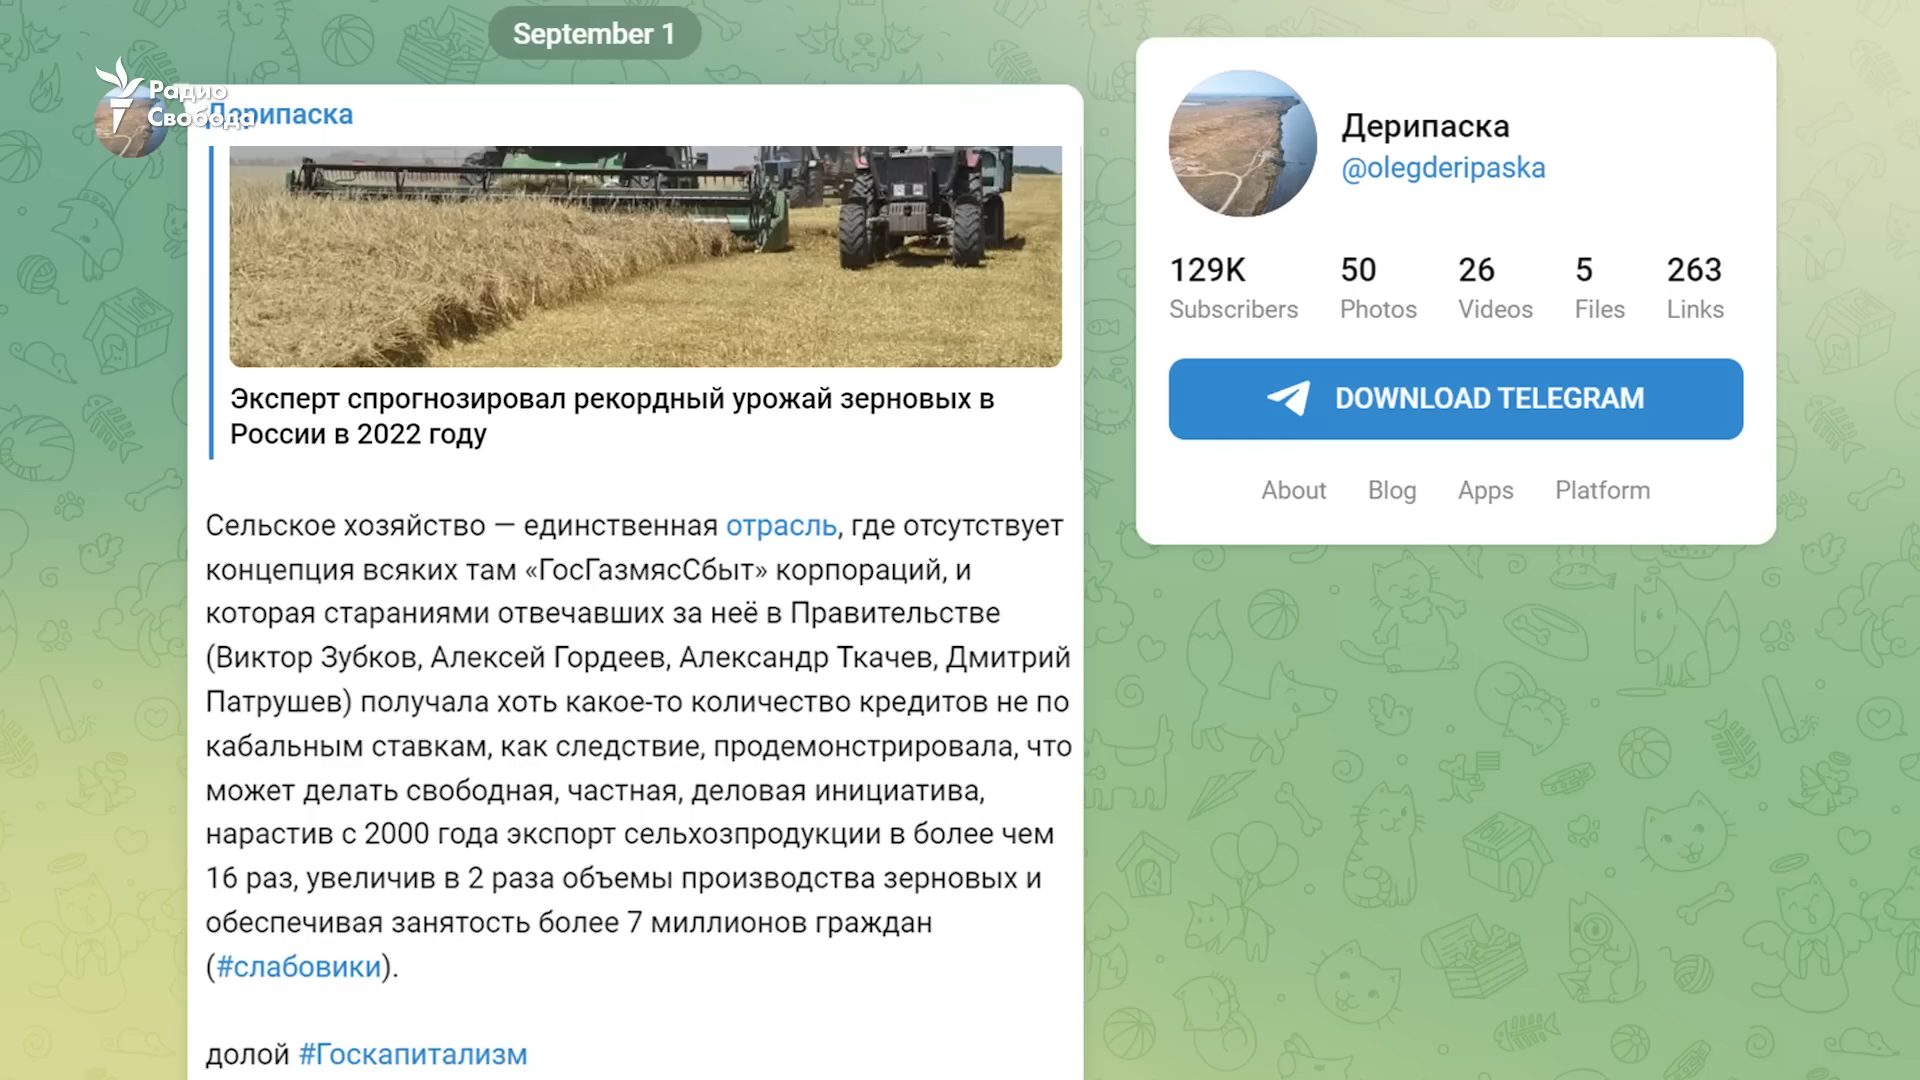 September 1
Радио
Свобода
Дерипаска
Эксперт спрогнозировал рекордный урожай зерновых в
России в 2022 году
Сельское хозяйство — единственная отрасль, где отсутствует
концепция всяких там «ГосГазмясСбыт» корпораций, и
которая стараниями отвечавших за неё в Правительстве
(Виктор Зубков, Алексей Гордеев, Александр Ткачев, Дмитрий
Патрушев) получала хоть какое-то количество кредитов не по
кабальным ставкам, как следствие, продемонстрировала, что
может делать свободная, частная, деловая инициатива,
нарастив с 2000 года экспорт сельхозпродукции в более чем
16 раз, увеличив в 2 раза объемы производства зерновых и
обеспечивая занятость более 7 миллионов граждан
(#слабовики).
долой #Госкапитализм
Дерипаска
@olegderipaska
129K 50 26 5 263
Subscribers Photos Videos Files Links
DOWNLOAD TELEGRAM
About Blog Apps Platform